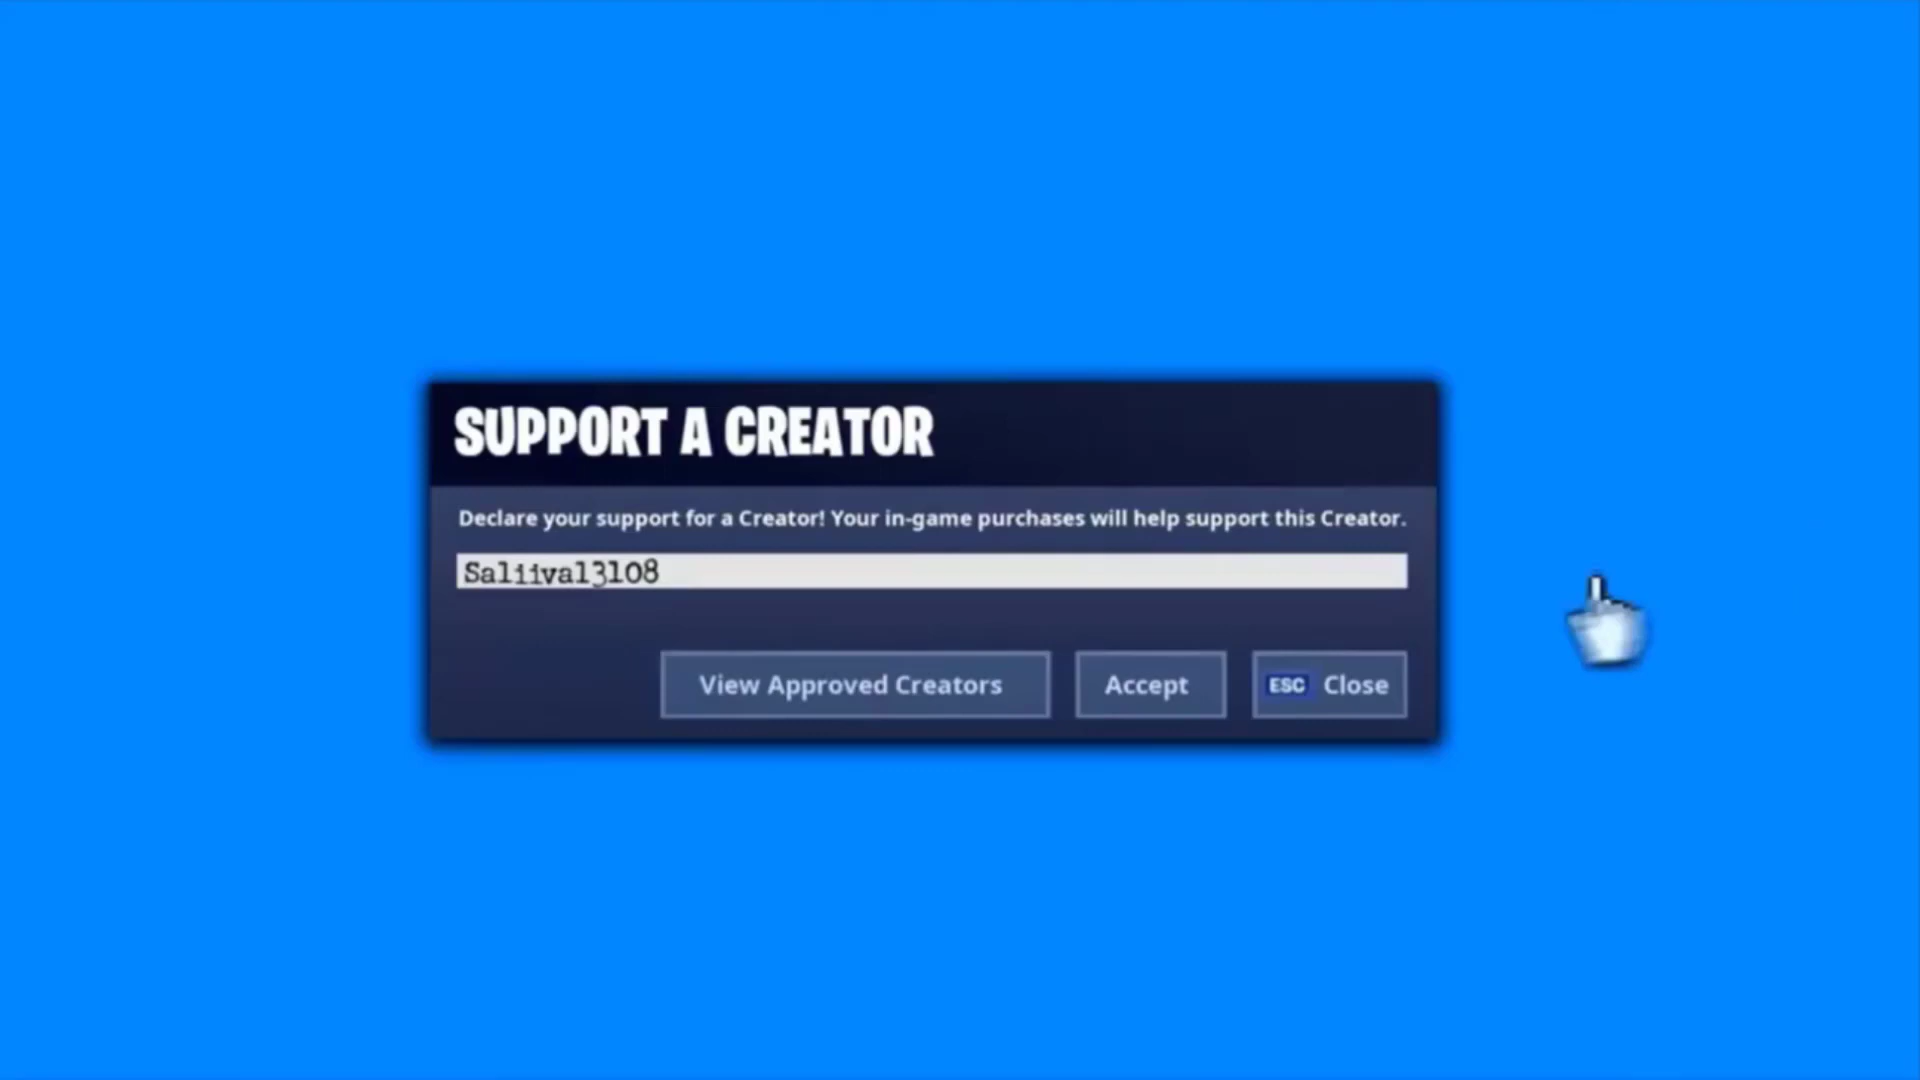 SUPPORT A CREATOR
Declare your support for a Creator! Your in-game purchases will help support this Creator.
Saliival3108
View Approved Creators
Accept
ESC Close